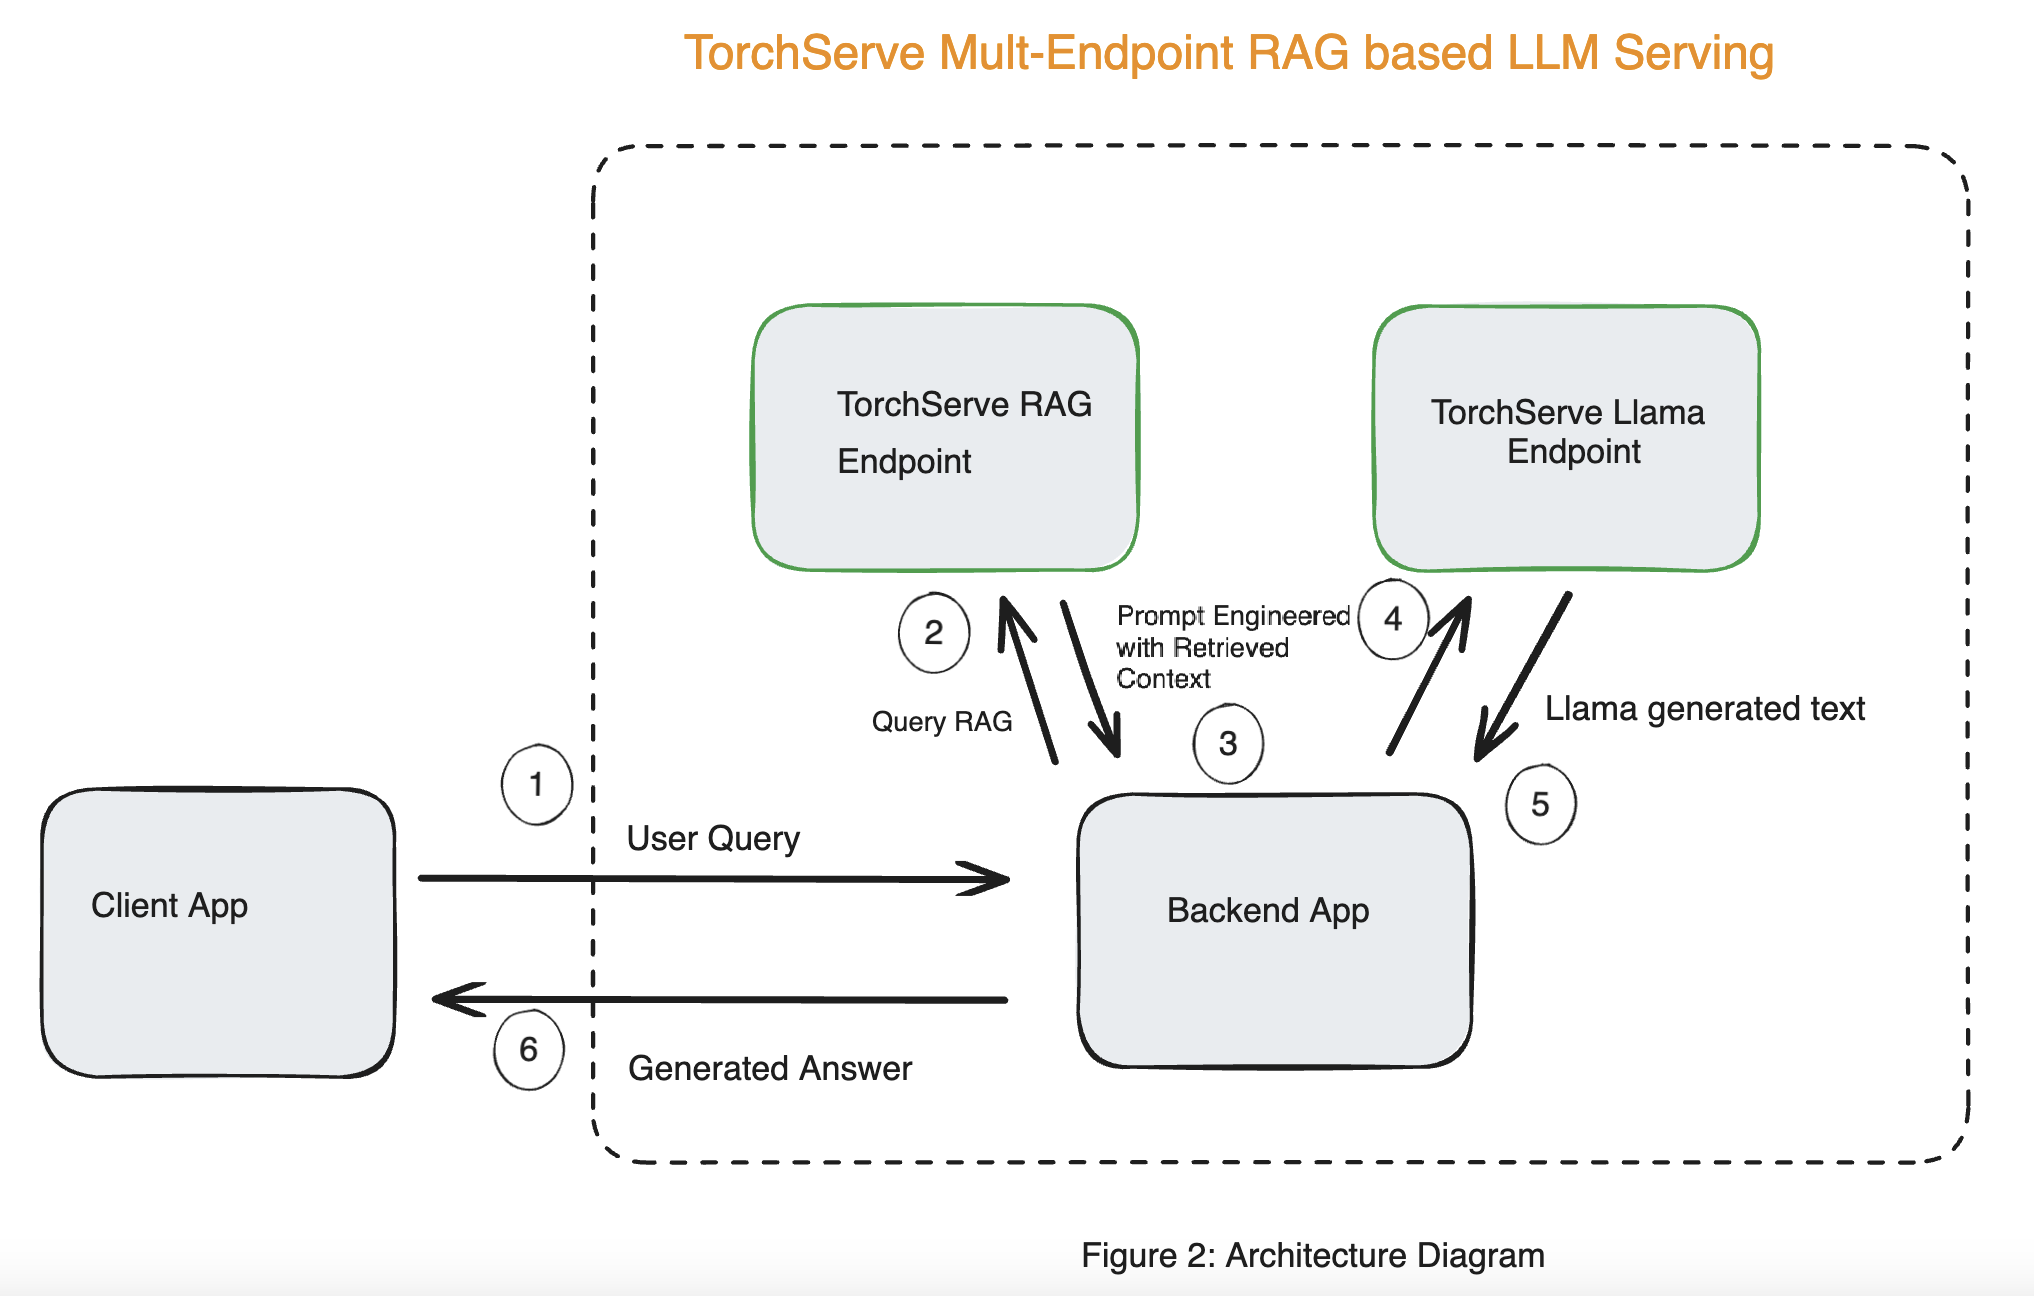 TorchServe Mult-Endpoint RAG based LLM Serving
TorchServe RAG
Endpoint
TorchServe Llama
Endpoint
2
Prompt Engineered
with Retrieved
Context
4
Query RAG
3
Llama generated text
1
5
User Query
Client App
Backend App
6
Generated Answer
Figure 2: Architecture Diagram